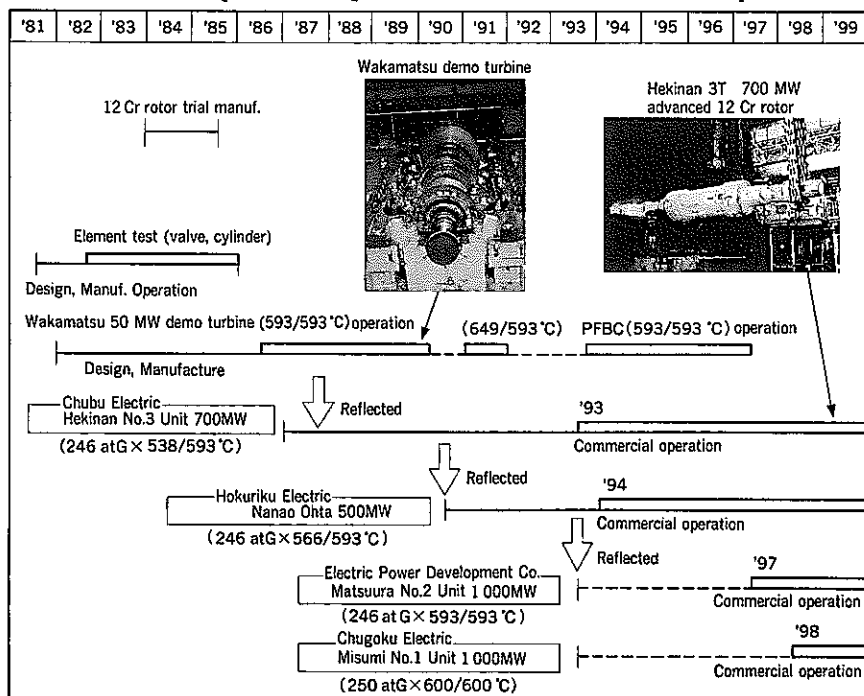 '81 '82 '83 '84 '85 '86 '87 '88 '89 '90 '91 '92 '93 '94 '95 '96 '97 '98 '99
Wakamatsu demo turbine
Hekinan 3T 700 MW
advanced 12 Cr rotor
12 Cr rotor trial manuf.
Element test (valve, cylinder)
Design, Manuf. Operation
Wakamatsu 50 MW demo turbine (593/593°C) operation
(649/593°C)
PFBC (593/593°C) operation
Design, Manufacture
Chubu Electric
Hekinan No.3 Unit 700MW
(246 atG×538/593°C)
Reflected
'93
Commercial operation
Reflected
Hokuriku Electric
Nanao Ohta 500MW
(246 atG×566/593°C)
'94
Commercial operation
Reflected
Electric Power Development Co.
Matsuura No.2 Unit 1 000MW
(246 at G×593/593°C)
'97
Commercial operation
Chugoku Electric
Misumi No.1 Unit 1 000MW
(250 atG×600/600°C)
'98
Commercial operation